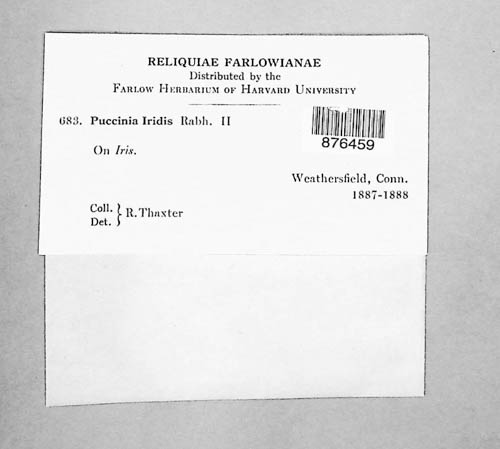 RELIQUIAE FARLOWIANAE
Distributed by the
FARLOW HERBARIUM OF HARVARD UNIVERSITY
683. Puccinia Iridis Rabh. II
876459
On Iris.
Weathersfield, Conn.
1887-1888
Coll. } R. Thaxter
Det.